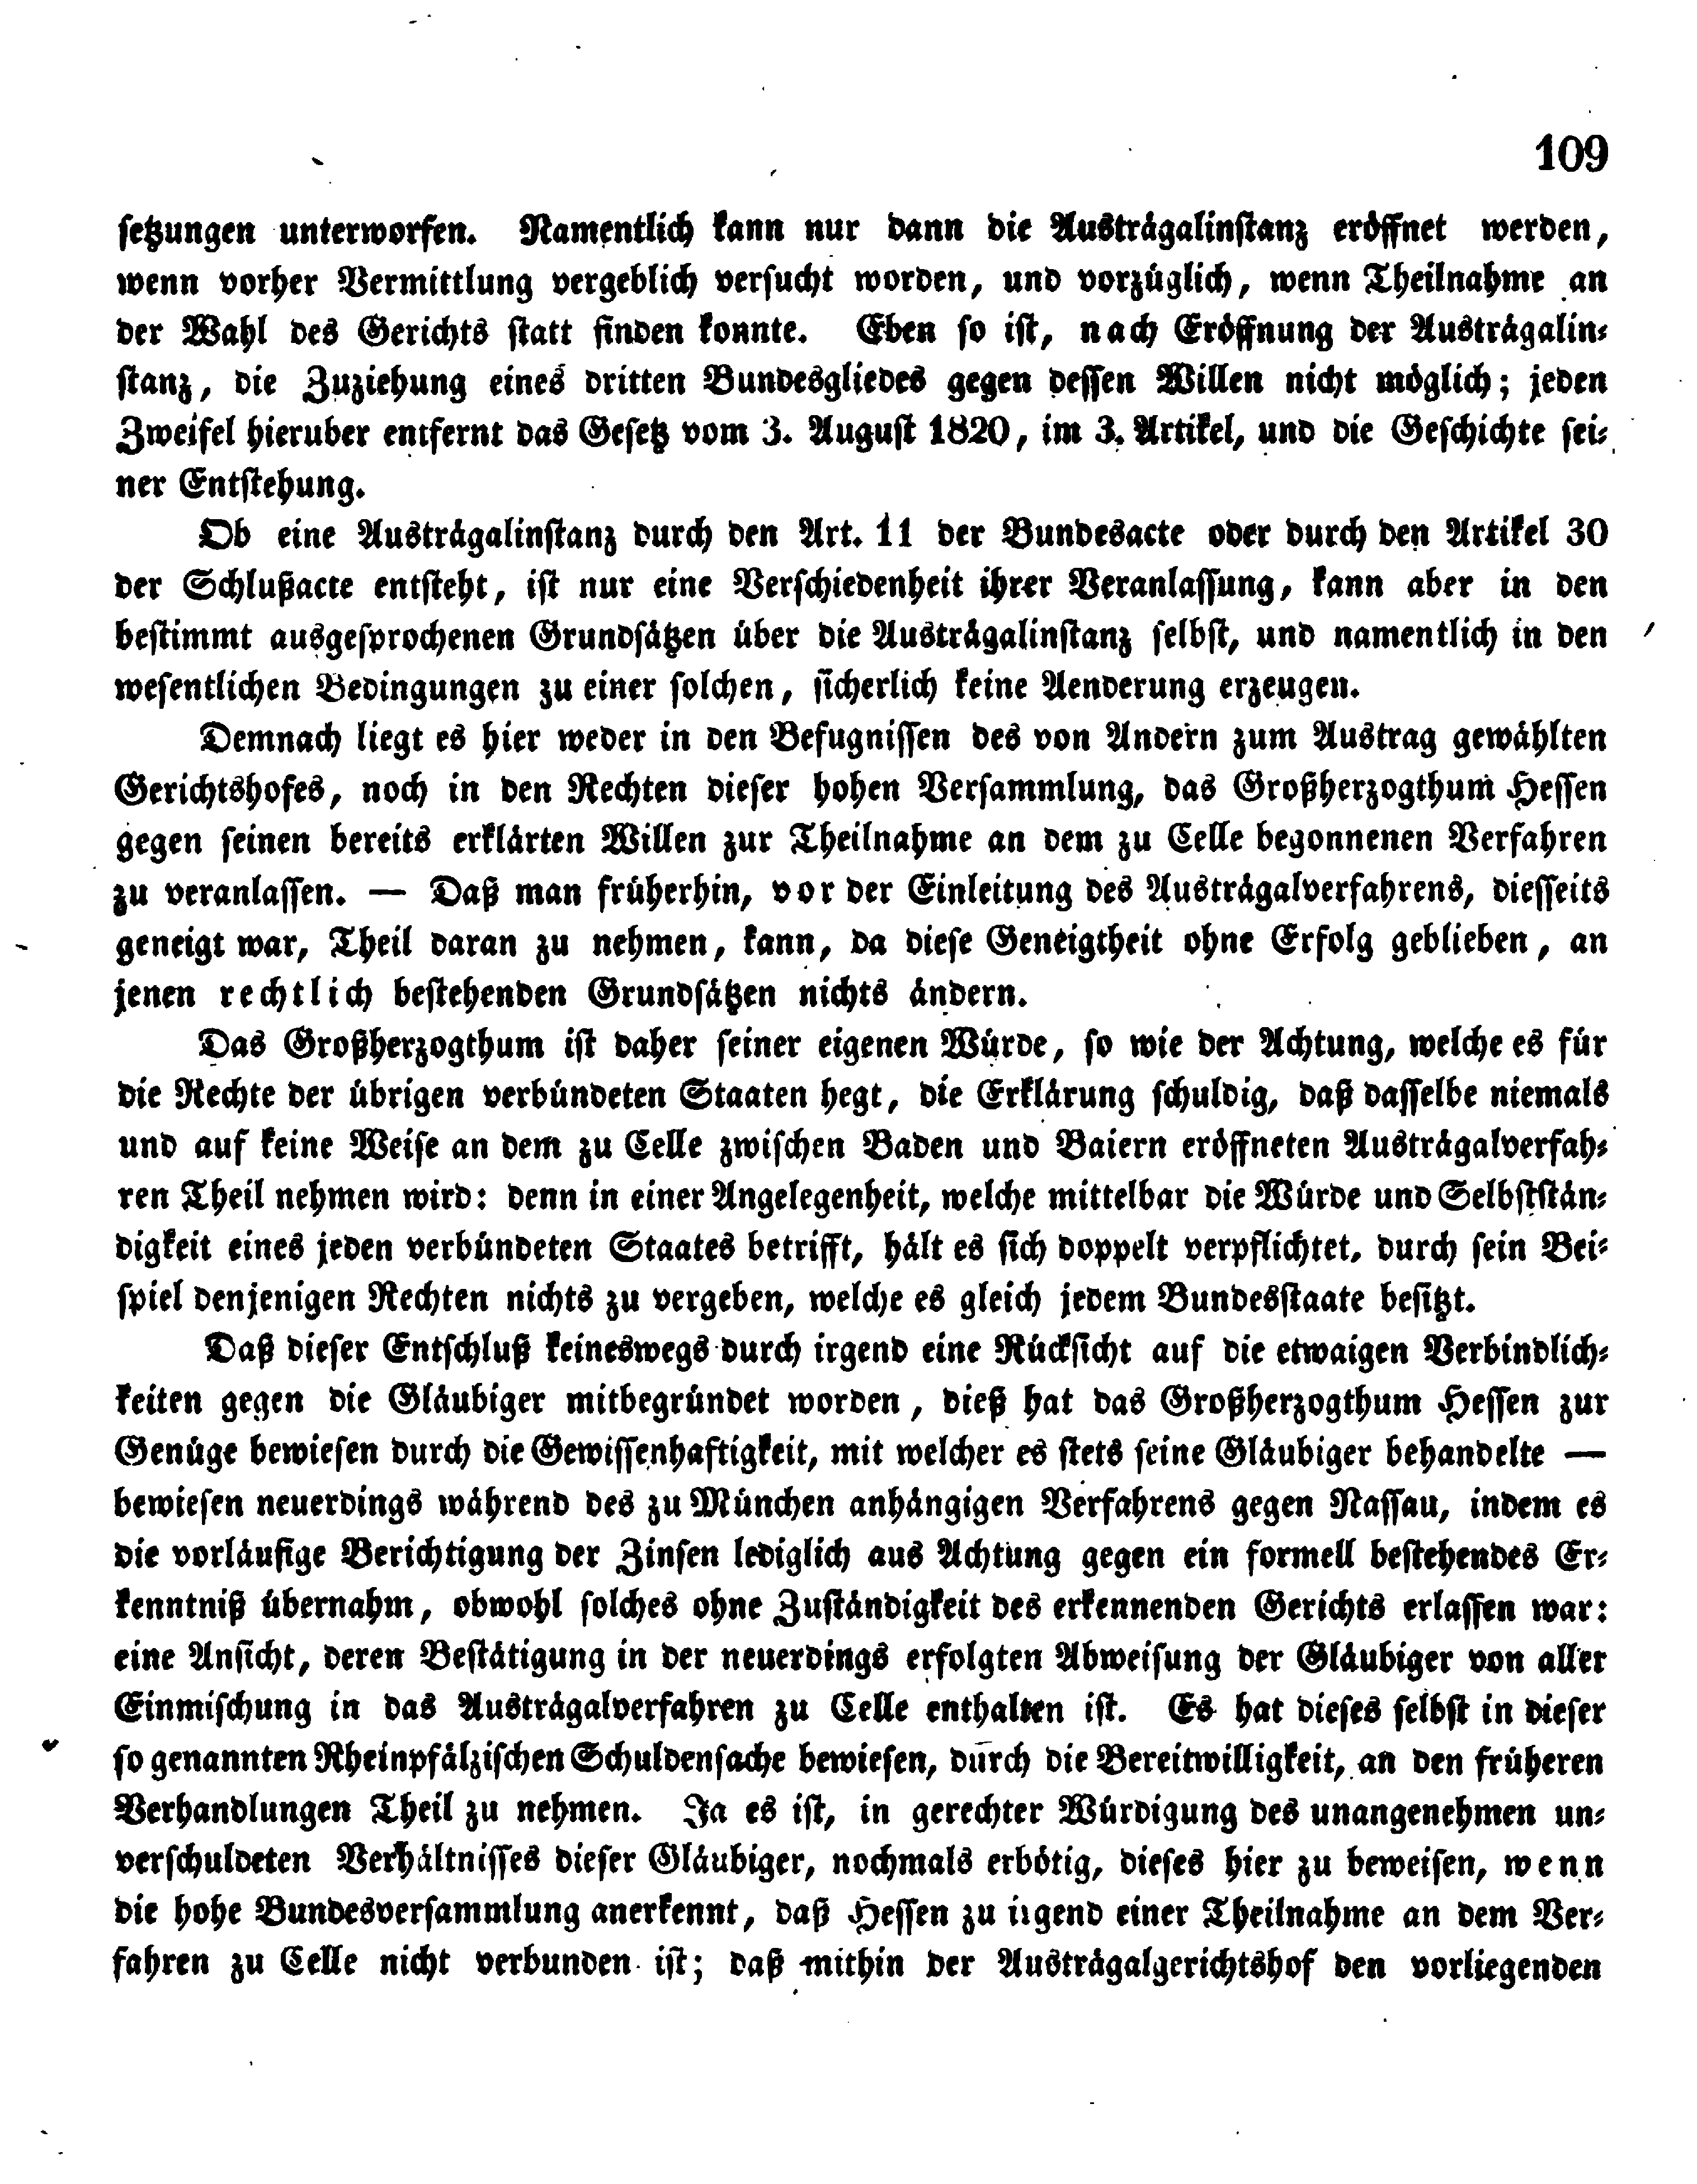 109
setzungen unterworfen. Namentlich kann nur dann die Austrägalinstanz eröffnet werden,
wenn vorher Vermittlung vergeblich versucht worden, und vorzüglich, wenn Theilnahme an
der Wahl des Gerichts statt finden konnte. Eben so ist, nach Eröffnung der Austrägalin-
stanz, die Zuziehung eines dritten Bundesgliedes gegen dessen Willen nicht möglich; jeden
Zweifel hieruber entfernt das Gesetz vom 3. August 1820, im 3. Artikel, und die Geschichte sei-
ner Entstehung.
Ob eine Austrägalinstanz durch den Art. 11 der Bundesacte oder durch den Artikel 30
der Schlußacte entsteht, ist nur eine Verschiedenheit ihrer Veranlassung, kann aber in den
bestimmt ausgesprochenen Grundsätzen über die Austrägalinstanz selbst, und namentlich in den
wesentlichen Bedingungen zu einer solchen, sicherlich keine Aenderung erzeugen.
Demnach liegt es hier weder in den Befugnissen des von Andern zum Austrag gewählten
Gerichtshofes, noch in den Rechten dieser hohen Versammlung, das Großherzogthum Hessen
gegen seinen bereits erklärten Willen zur Theilnahme an dem zu Celle begonnenen Verfahren
zu veranlassen. — Daß man früherhin, vor der Einleitung des Austrägalverfahrens, diesseits
geneigt war, Theil daran zu nehmen, kann, da diese Geneigtheit ohne Erfolg geblieben, an
jenen rechtlich bestehenden Grundsätzen nichts ändern.
Das Großherzogthum ist daher seiner eigenen Würde, so wie der Achtung, welche es für
die Rechte der übrigen verbündeten Staaten hegt, die Erklärung schuldig, daß dasselbe niemals
und auf keine Weise an dem zu Celle zwischen Baden und Baiern eröffneten Austrägalverfah-
ren Theil nehmen wird: denn in einer Angelegenheit, welche mittelbar die Würde und Selbststän-
digkeit eines jeden verbündeten Staates betrifft, hält es sich doppelt verpflichtet, durch sein Bei-
spiel denjenigen Rechten nichts zu vergeben, welche es gleich jedem Bundesstaate besitzt.
Daß dieser Entschluß keineswegs durch irgend eine Rücksicht auf die etwaigen Verbindlich-
keiten gegen die Gläubiger mitbegründet worden, dieß hat das Großherzogthum Hessen zur
Genüge bewiesen durch die Gewissenhaftigkeit, mit welcher es stets seine Gläubiger behandelte —
bewiesen neuerdings während des zu München anhängigen Verfahrens gegen Nassau, indem es
die vorläufige Berichtigung der Zinsen lediglich aus Achtung gegen ein formell bestehendes Er-
kenntniß übernahm, obwohl solches ohne Zuständigkeit des erkennenden Gerichts erlassen war:
eine Ansicht, deren Bestätigung in der neuerdings erfolgten Abweisung der Gläubiger von aller
Einmischung in das Austrägalverfahren zu Celle enthalten ist. Es hat dieses selbst in dieser
so genannten Rheinpfälzischen Schuldensache bewiesen, durch die Bereitwilligkeit, an den früheren
Verhandlungen Theil zu nehmen. Ja es ist, in gerechter Würdigung des unangenehmen un-
verschuldeten Verhältnisses dieser Gläubiger, nochmals erbötig, dieses hier zu beweisen, wenn
die hohe Bundesversammlung anerkennt, daß Hessen zu irgend einer Theilnahme an dem Ver-
fahren zu Celle nicht verbunden ist; daß mithin der Austrägalgerichtshof den vorliegenden